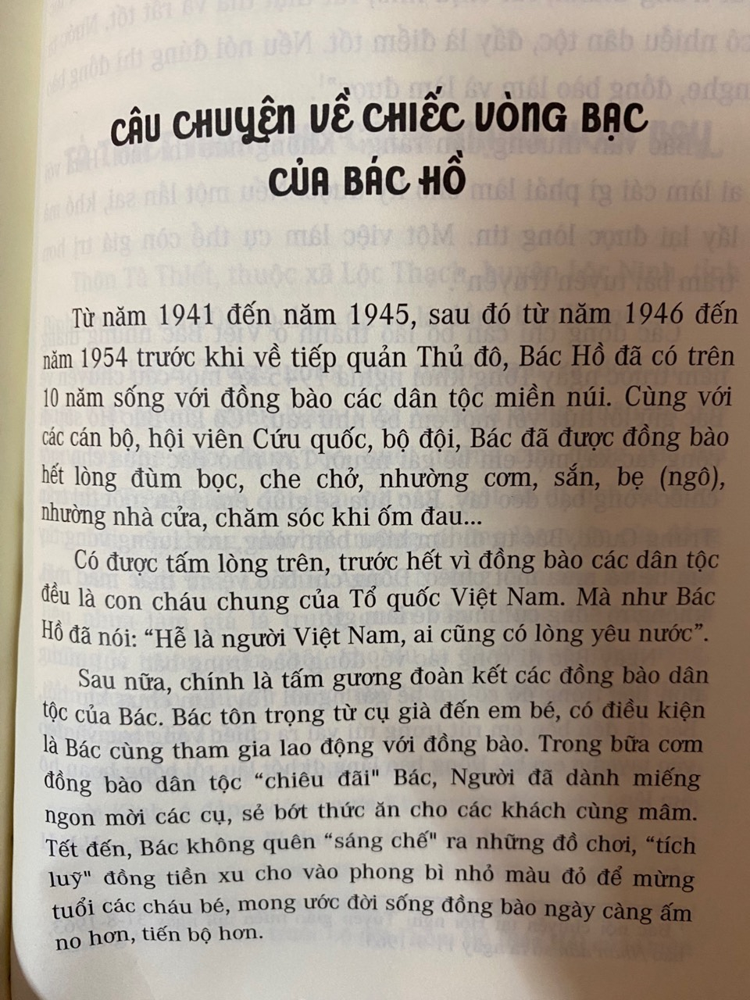 CÂU CHUYỆN VỀ CHIẾC VÒNG BẠC
CỦA BÁC HỒ
Từ năm 1941 đến năm 1945, sau đó từ năm 1946 đến
năm 1954 trước khi về tiếp quản Thủ đô, Bác Hồ đã có trên
10 năm sống với đồng bào các dân tộc miền núi. Cùng với
các cán bộ, hội viên Cứu quốc, bộ đội, Bác đã được đồng bào
hết lòng đùm bọc, che chở, nhường cơm, sắn, bẹ (ngô),
nhường nhà cửa, chăm sóc khi ốm đau...
Có được tấm lòng trên, trước hết vì đồng bào các dân tộc
đều là con cháu chung của Tổ quốc Việt Nam. Mà như Bác
Hồ đã nói: “Hễ là người Việt Nam, ai cũng có lòng yêu nước”.
Sau nữa, chính là tấm gương đoàn kết các đồng bào dân
tộc của Bác. Bác tôn trọng từ cụ già đến em bé, có điều kiện
là Bác cùng tham gia lao động với đồng bào. Trong bữa cơm
đồng bào dân tộc “chiêu đãi" Bác, Người đã dành miếng
ngon mời các cụ, sẻ bớt thức ăn cho các khách cùng mâm.
Tết đến, Bác không quên “sáng chế" ra những đồ chơi, “tích
luỹ" đồng tiền xu cho vào phong bì nhỏ màu đỏ để mừng
tuổi các cháu bé, mong ước đời sống đồng bào ngày càng ấm
no hơn, tiến bộ hơn.